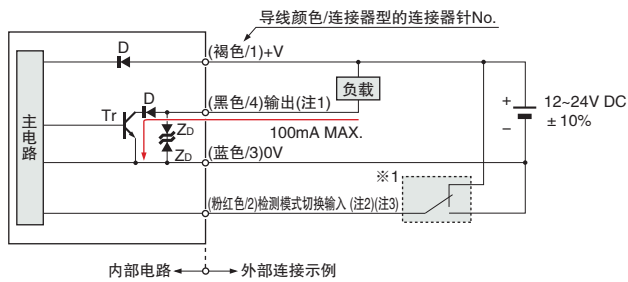 导线颜色/连接器型的连接器针No.
D
(褐色/1)+V
负载
D
(黑色/4)输出(注1)
+
12~24V DC
±10%
−
主电路
Tr
ZD
100mA MAX.
ZD
(蓝色/3)0V
※1
(粉红色/2)检测模式切换输入 (注2)(注3)
内部电路
外部连接示例